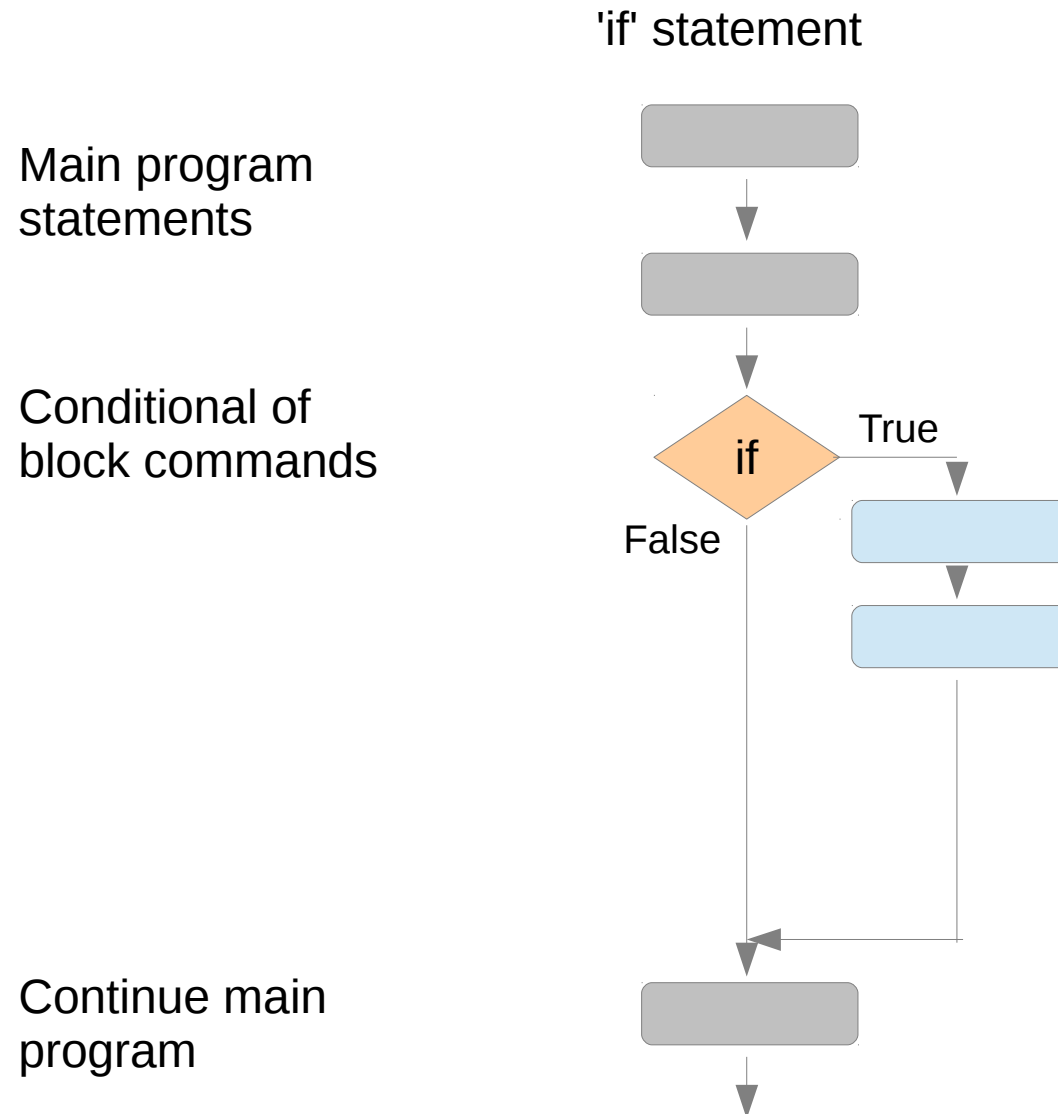 'if' statement
Main program
statements
Conditional of
block commands
if
True
False
Continue main
program